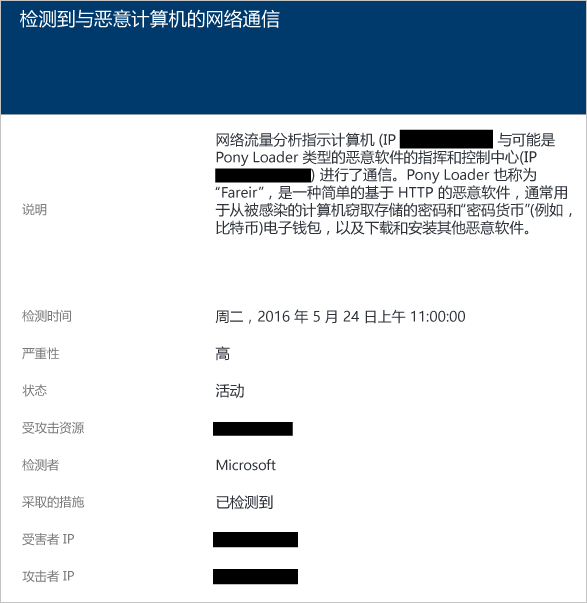 检测到与恶意计算机的网络通信
说明
网络流量分析指示计算机 (IP 与可能是
Pony Loader 类型的恶意软件的指挥和控制中心(IP
) 进行了通信。Pony Loader 也称为
“Fareir”，是一种简单的基于 HTTP 的恶意软件，通常用
于从被感染的计算机窃取存储的密码和“密码货币”(例如，
比特币)电子钱包，以及下载和安装其他恶意软件。
检测时间 周二，2016 年 5 月 24 日上午 11:00:00
严重性 高
状态 活动
受攻击资源
检测者 Microsoft
采取的措施 已检测到
受害者 IP
攻击者 IP